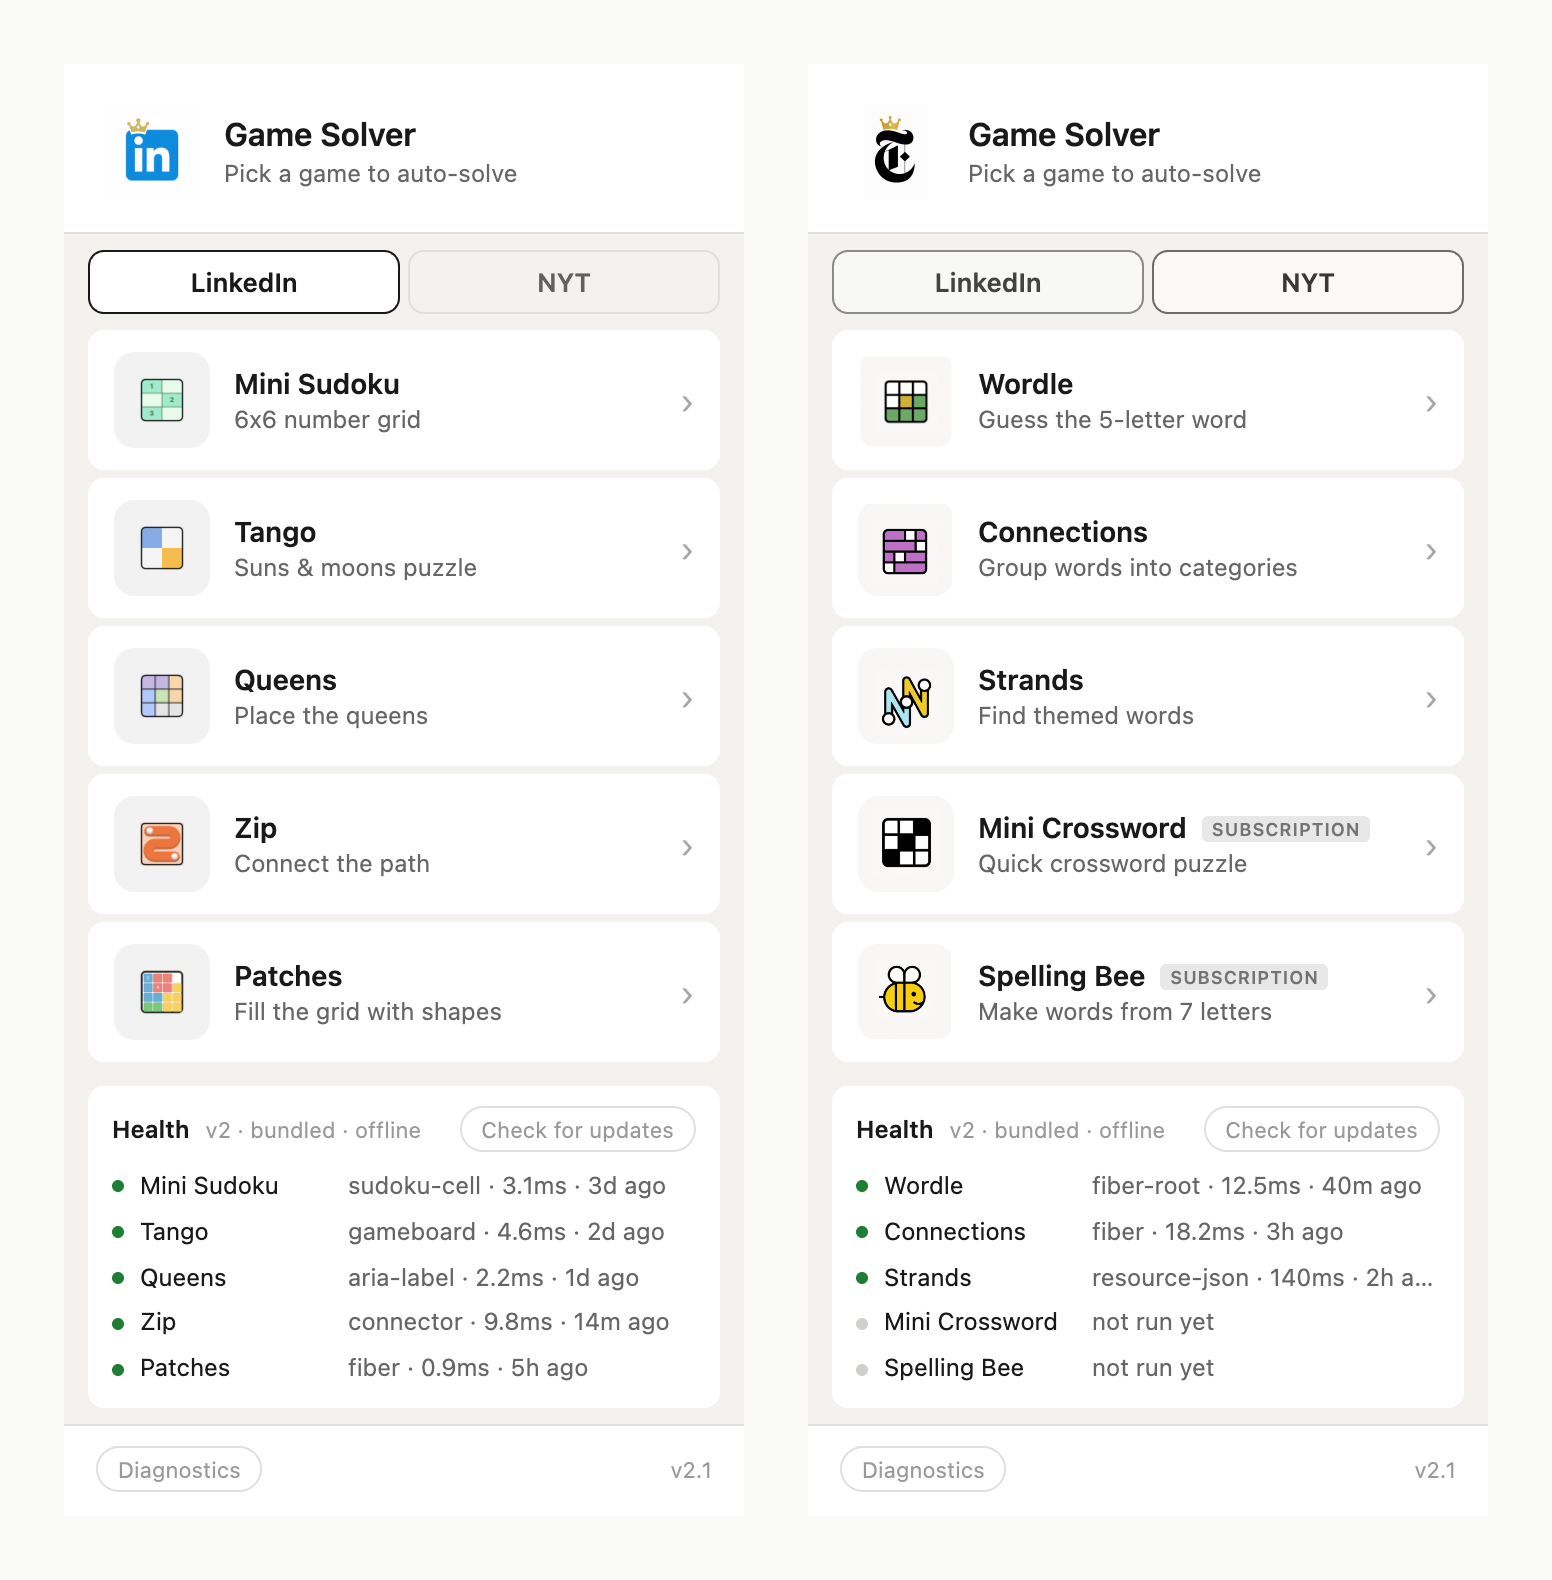 in
Game Solver
Pick a game to auto-solve
LinkedIn
NYT
1
2
3
Mini Sudoku
6x6 number grid
Tango
Suns & moons puzzle
Queens
Place the queens
Zip
Connect the path
Patches
Fill the grid with shapes
Health v2 · bundled · offline
Check for updates
Mini Sudoku sudoku-cell · 3.1ms · 3d ago
Tango gameboard · 4.6ms · 2d ago
Queens aria-label · 2.2ms · 1d ago
Zip connector · 9.8ms · 14m ago
Patches fiber · 0.9ms · 5h ago
Diagnostics
v2.1
T
Game Solver
Pick a game to auto-solve
LinkedIn
NYT
Wordle
Guess the 5-letter word
Connections
Group words into categories
Strands
Find themed words
Mini Crossword SUBSCRIPTION
Quick crossword puzzle
Spelling Bee SUBSCRIPTION
Make words from 7 letters
Health v2 · bundled · offline
Check for updates
Wordle fiber-root · 12.5ms · 40m ago
Connections fiber · 18.2ms · 3h ago
Strands resource-json · 140ms · 2h a...
Mini Crossword not run yet
Spelling Bee not run yet
Diagnostics
v2.1